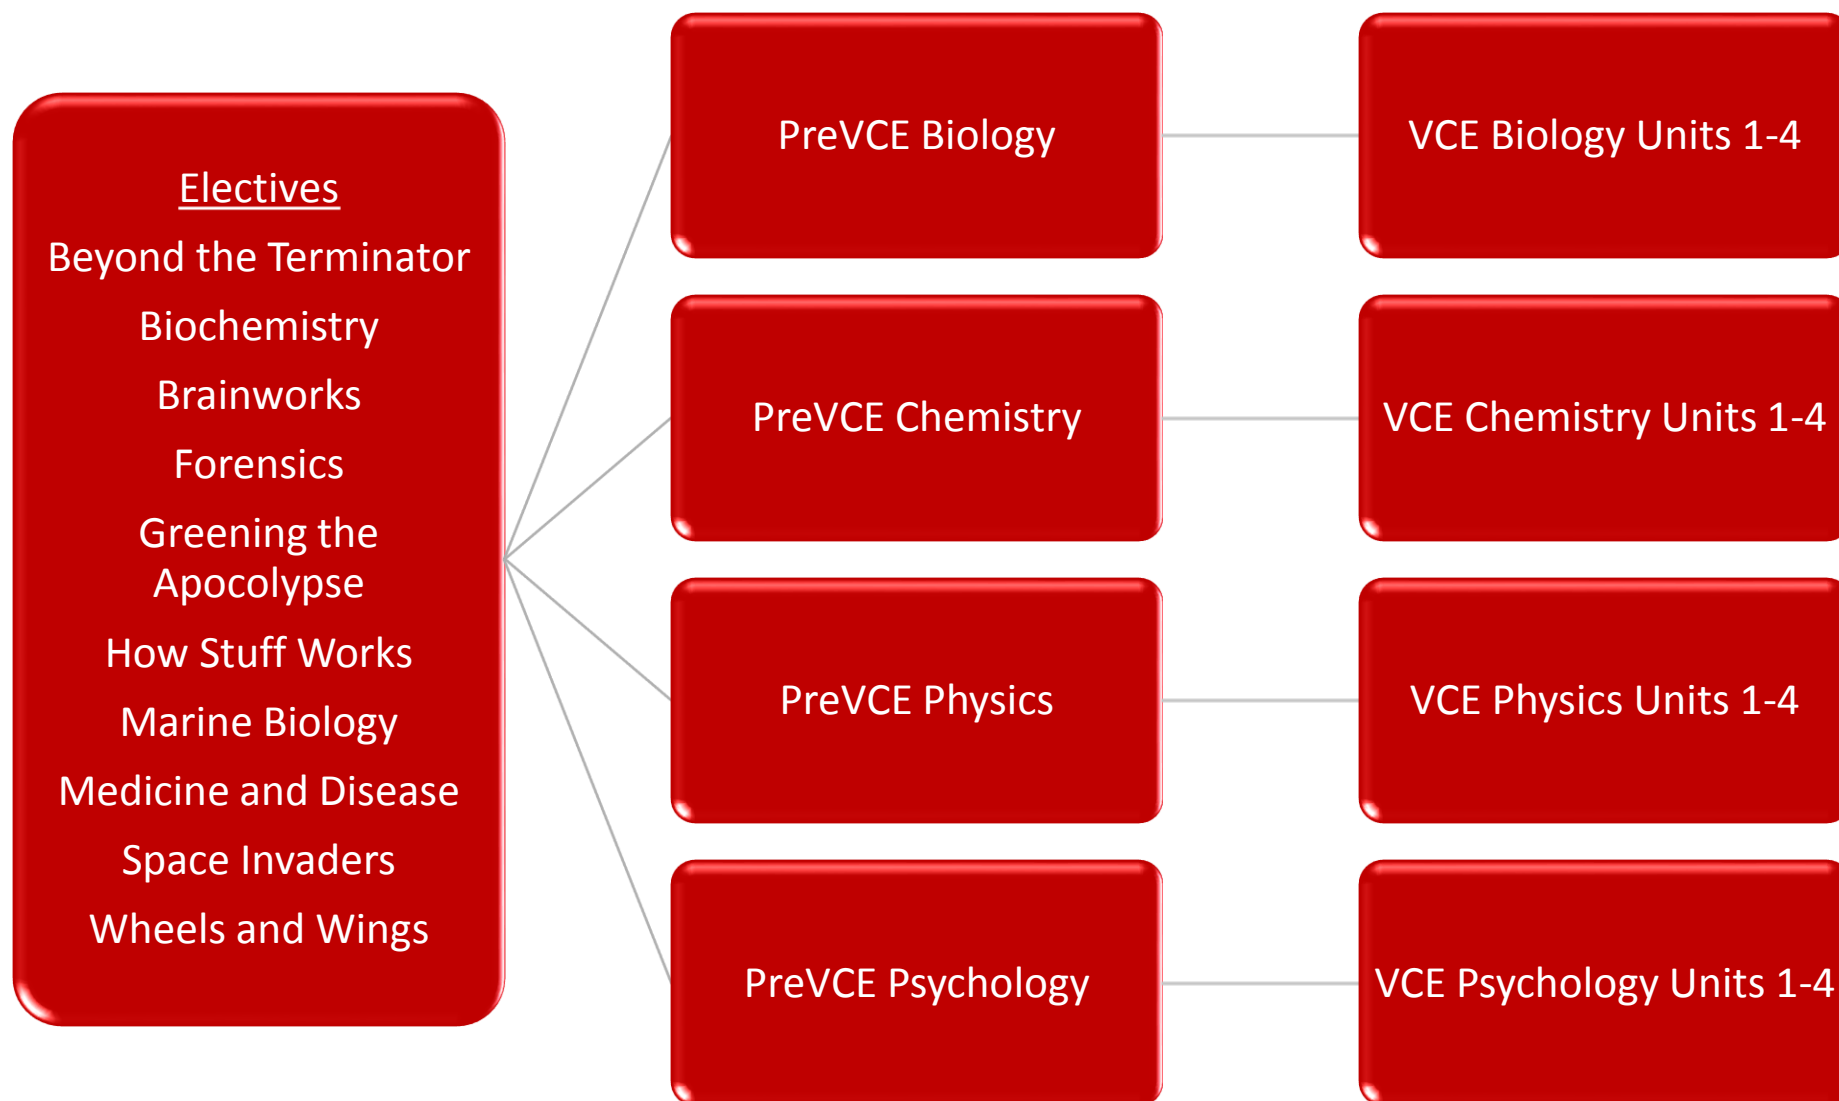 Electives
Beyond the Terminator
Biochemistry
Brainworks
Forensics
Greening the
Apocolypse
How Stuff Works
Marine Biology
Medicine and Disease
Space Invaders
Wheels and Wings
PreVCE Biology
VCE Biology Units 1-4
PreVCE Chemistry
VCE Chemistry Units 1-4
PreVCE Physics
VCE Physics Units 1-4
PreVCE Psychology
VCE Psychology Units 1-4